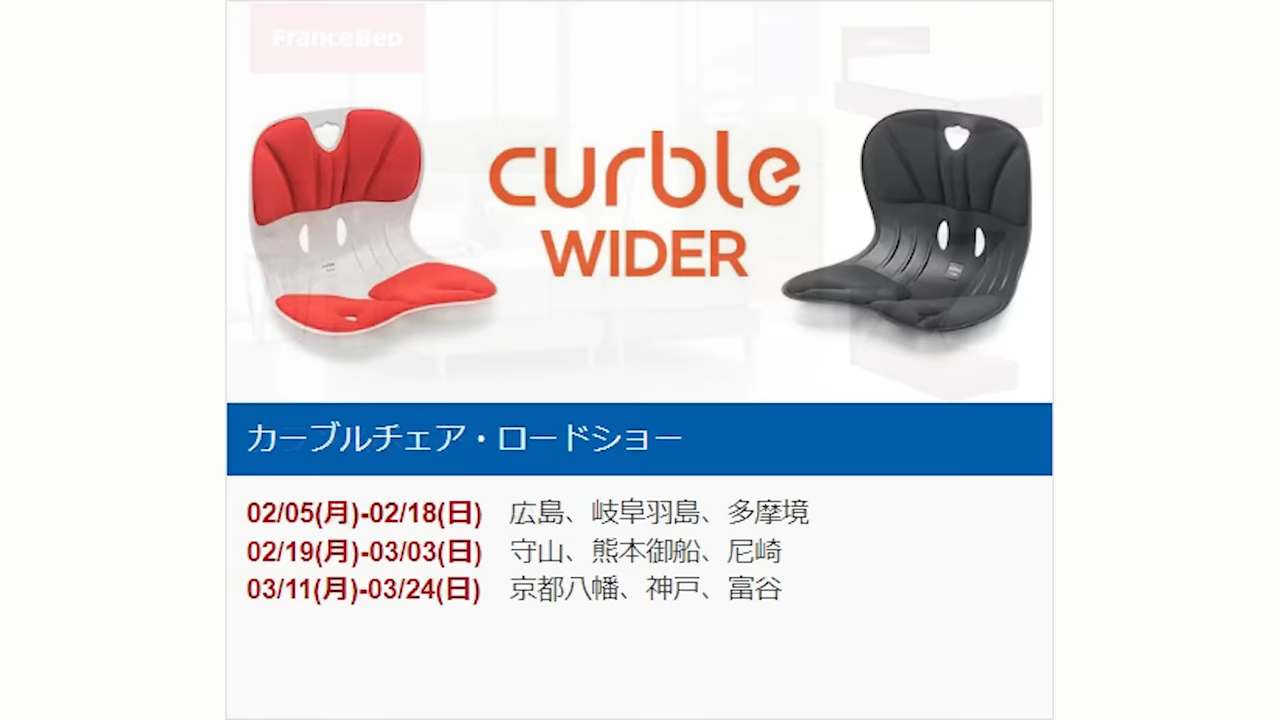 FranceBed
curble
WIDER
カーブルチェア・ロードショー
02/05(月)-02/18(日) 広島、岐阜羽島、多摩境
02/19(月)-03/03(日) 守山、熊本御船、尼崎
03/11(月)-03/24(日) 京都八幡、神戸、富谷